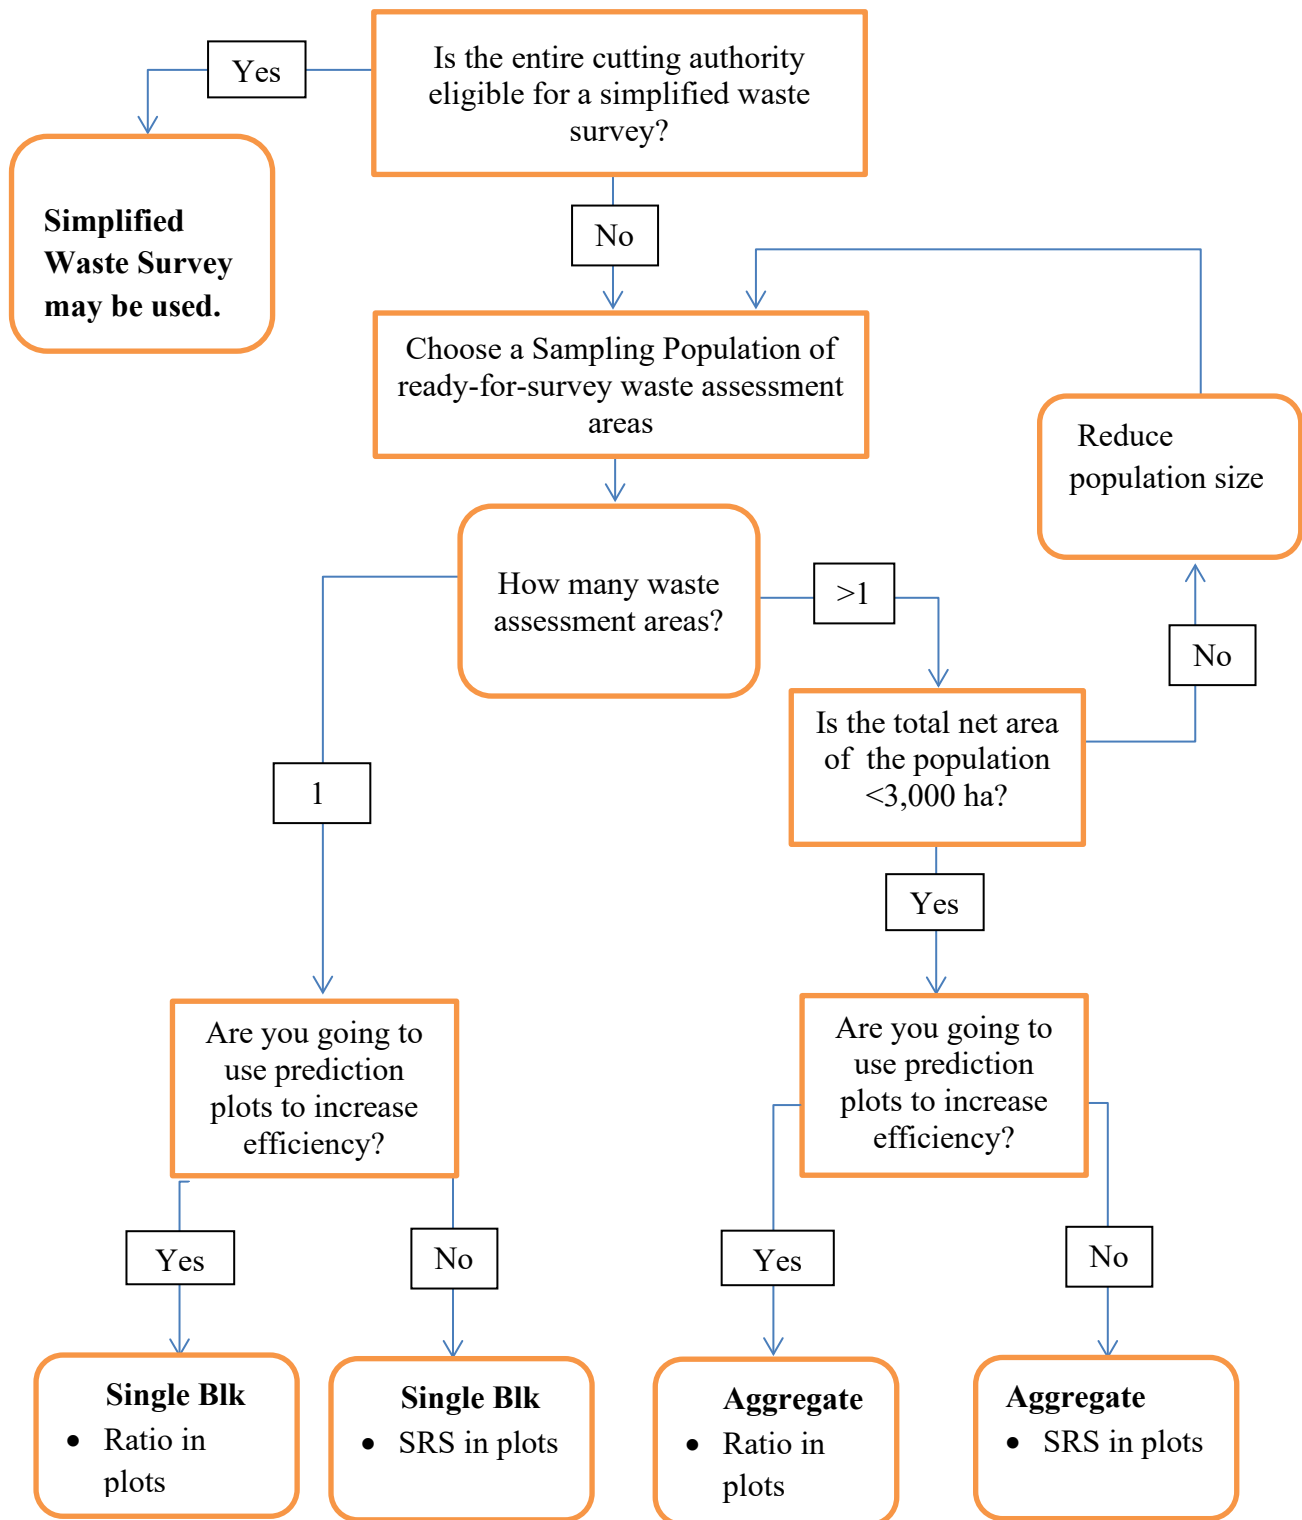 Is the entire cutting authority
eligible for a simplified waste
survey?
Yes
Simplified
Waste Survey
may be used.
No
Choose a Sampling Population of
ready-for-survey waste assessment
areas
Reduce
population size
How many waste
assessment areas?
>1
No
1
Is the total net area
of the population
<3,000 ha?
Yes
Are you going to
use prediction
plots to increase
efficiency?
Are you going to
use prediction
plots to increase
efficiency?
Yes
No
Yes
No
Single Blk
• Ratio in
plots
Single Blk
• SRS in plots
Aggregate
• Ratio in
plots
Aggregate
• SRS in plots